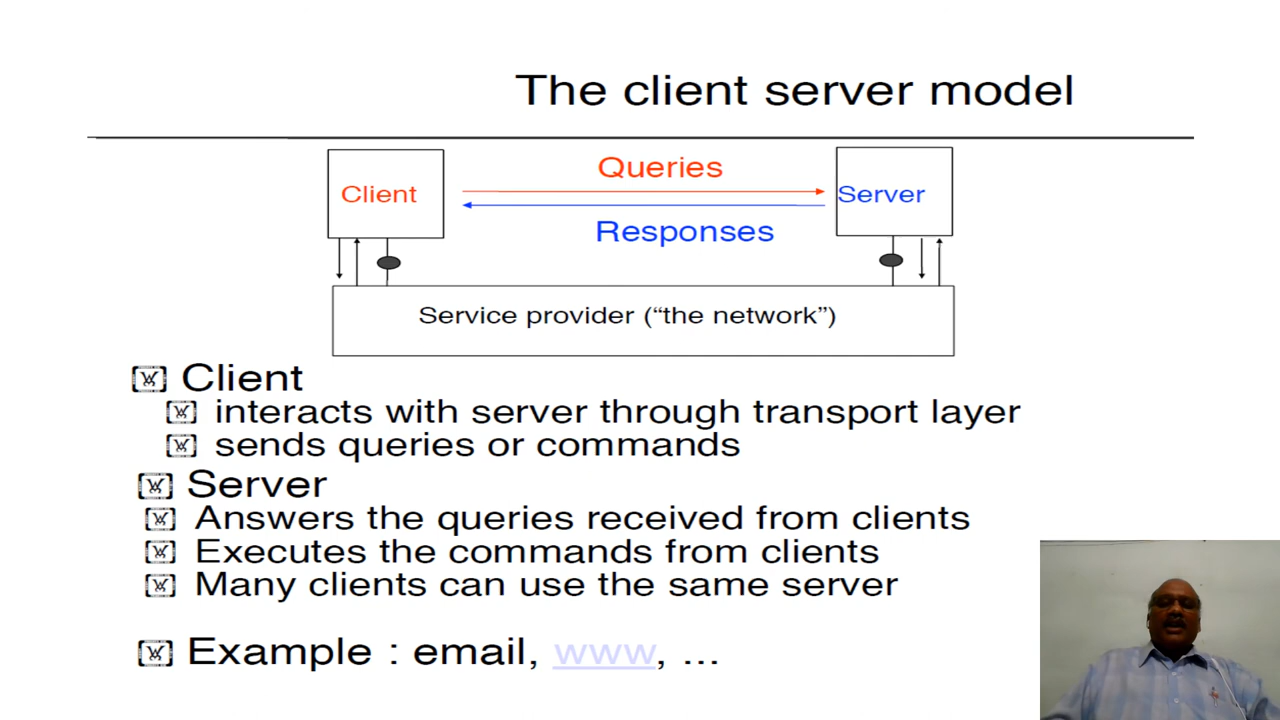 The client server model
Client
Queries
Server
Responses
Service provider (“the network”)
Client
interacts with server through transport layer
sends queries or commands
Server
Answers the queries received from clients
Executes the commands from clients
Many clients can use the same server
Example : email, www, ...